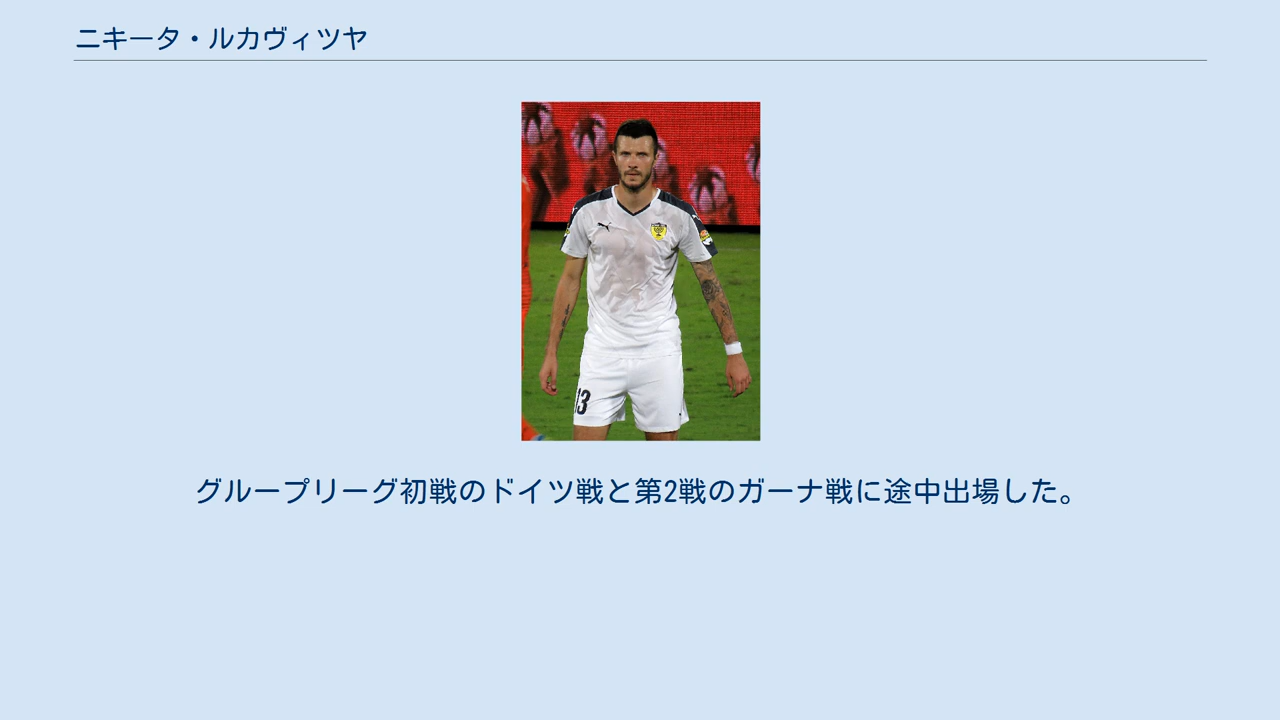 ニキータ・ルカヴィツヤ
13
グループリーグ初戦のドイツ戦と第2戦のガーナ戦に途中出場した。